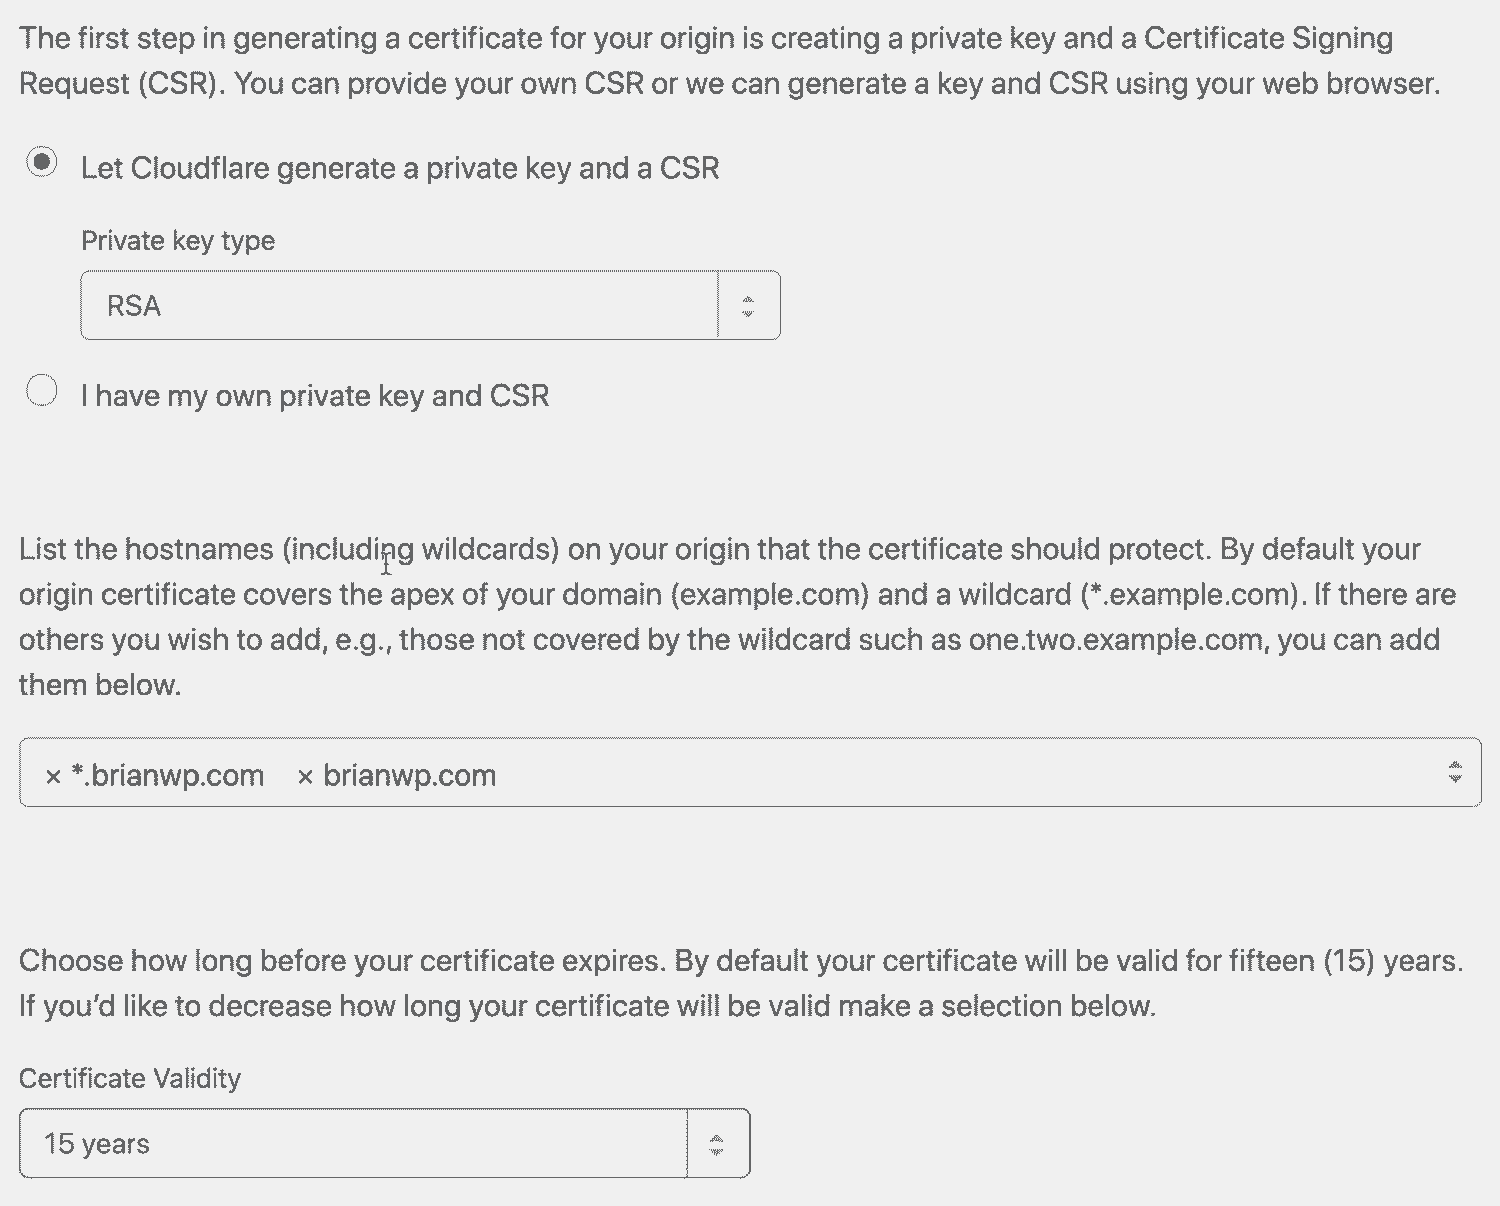 The first step in generating a certificate for your origin is creating a private key and a Certificate Signing
Request (CSR). You can provide your own CSR or we can generate a key and CSR using your web browser.
Let Cloudflare generate a private key and a CSR
Private key type
RSA
I have my own private key and CSR
List the hostnames (including wildcards) on your origin that the certificate should protect. By default your
origin certificate covers the apex of your domain (example.com) and a wildcard (*.example.com). If there are
others you wish to add, e.g., those not covered by the wildcard such as one.two.example.com, you can add
them below.
× *.brianwp.com × brianwp.com
Choose how long before your certificate expires. By default your certificate will be valid for fifteen (15) years.
If you’d like to decrease how long your certificate will be valid make a selection below.
Certificate Validity
15 years